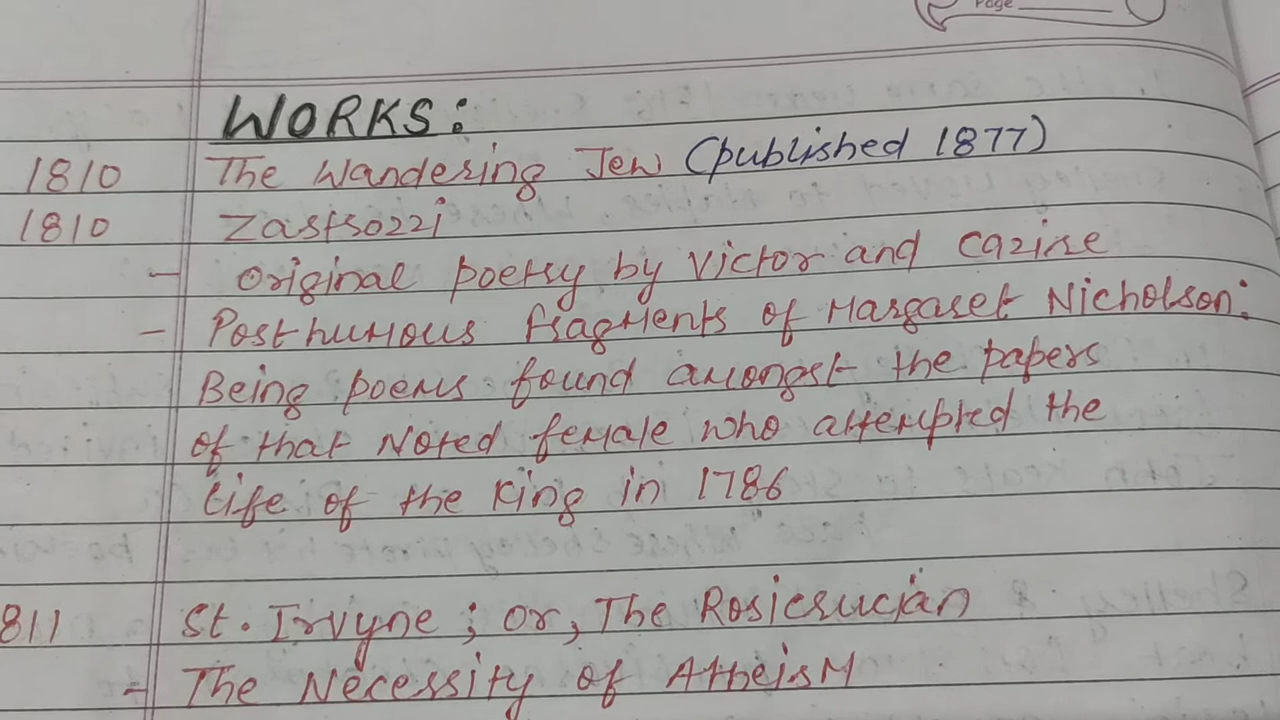 Page
WORKS:
1810 The Wandering Jew (published 1877)
1810 Zastrozzi
- Original poetry by Victor and Cazire
- Posthumous fragments of Margaret Nicholson:
Being poems found amongst the papers
of that Noted female who attempted the
life of the King in 1786
811 St. Irvyne; or, The Rosicrucian
- The Necessity of Atheism